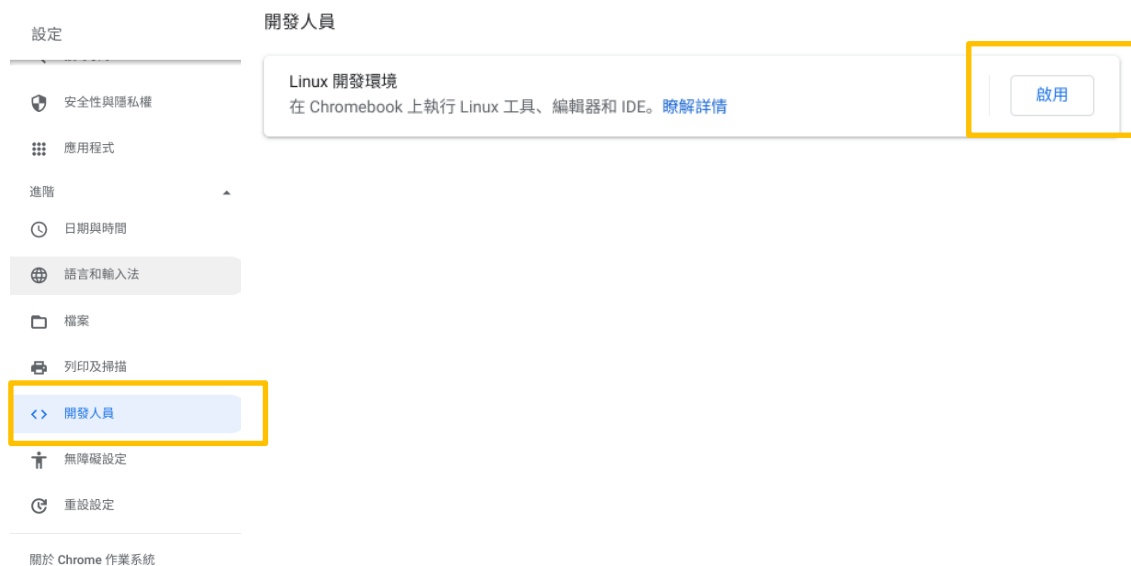 設定
安全性與隱私權
應用程式
進階
日期與時間
語言和輸入法
檔案
列印及掃描
開發人員
無障礙設定
重設設定
關於 Chrome 作業系統
開發人員
Linux 開發環境
在 Chromebook 上執行 Linux 工具、編輯器和 IDE。瞭解詳情
啟用